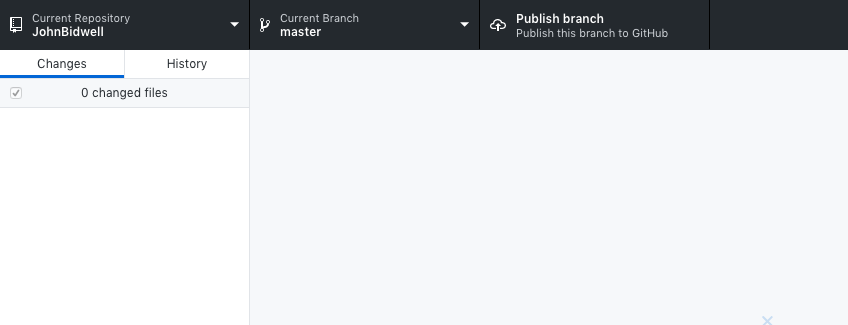 Current Repository
JohnBidwell
Current Branch
master
Publish branch
Publish this branch to GitHub
Changes
History
0 changed files